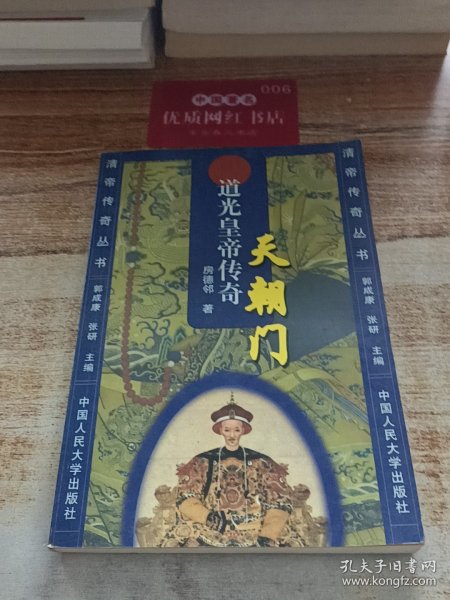 006
中国著名
优质网红书店
清帝传奇丛书
郭成康 张研 主编
中国人民大学出版社
道光皇帝传奇
房德邻 著
天朝门
清帝传奇丛书
郭成康 张研 主编
中国人民大学出版社
孔夫子旧书网
www.kongfz.com